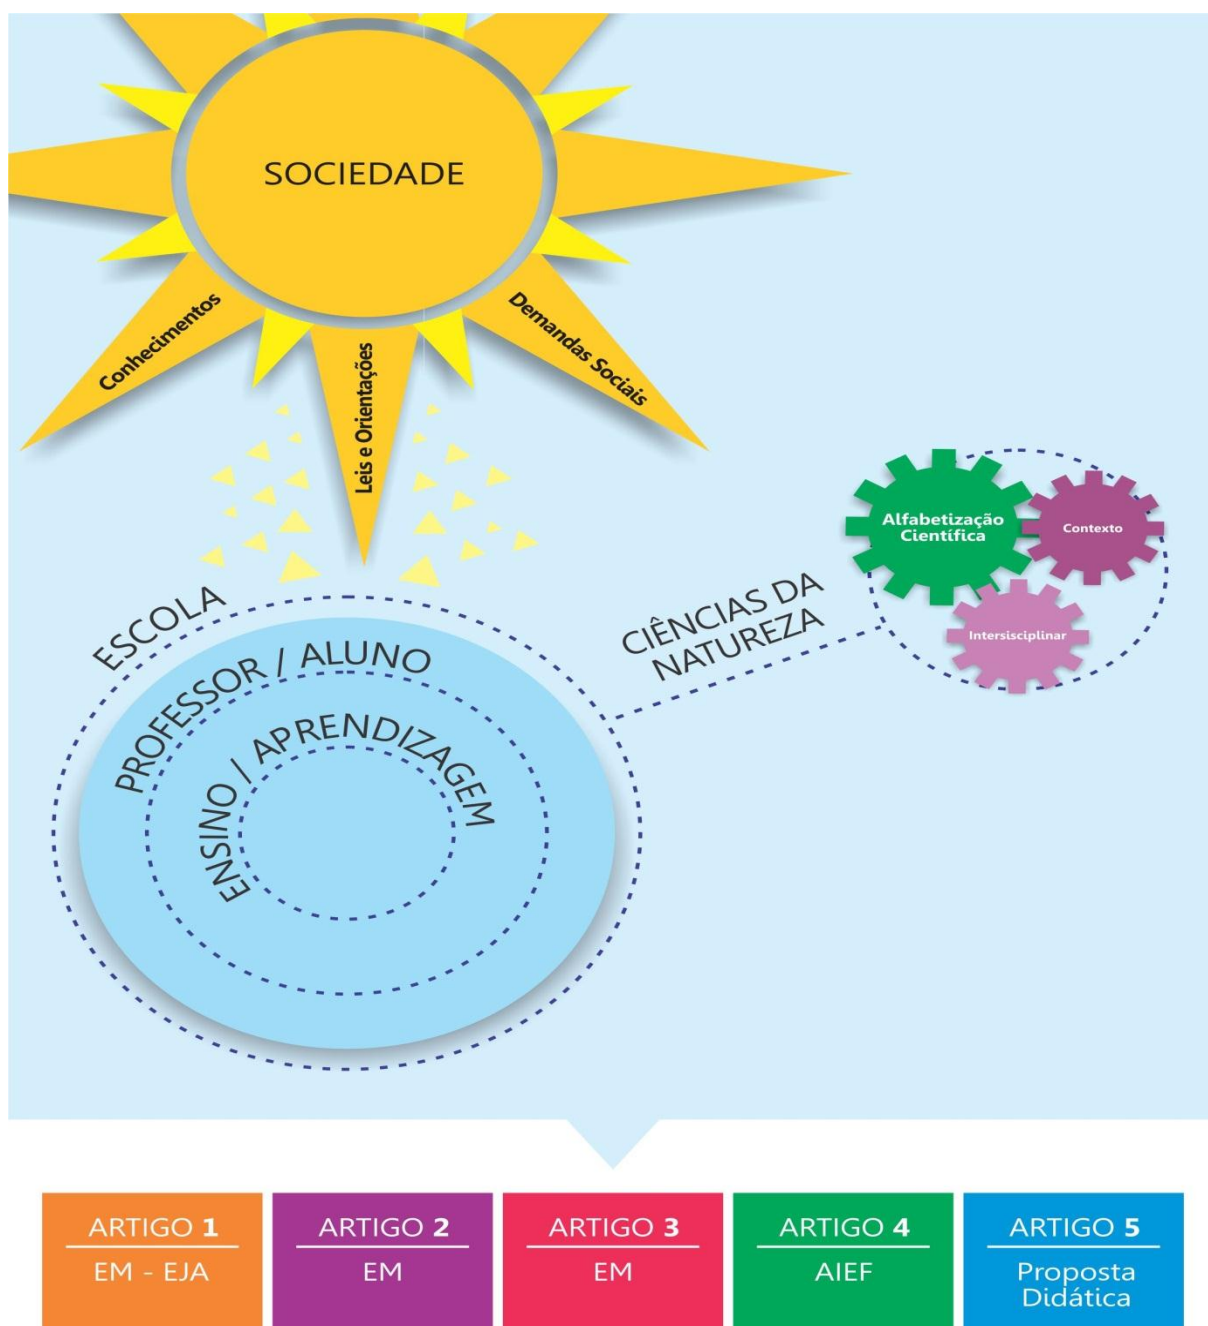 SOCIEDADE
Conhecimentos
Leis e Orientações
Demandas Sociais
Alfabetização
Científica
Contexto
Intersisciplinar
CIÊNCIAS DA
NATUREZA
ESCOLA
PROFESSOR / ALUNO
ENSINO / APRENDIZAGEM
ARTIGO 1
EM - EJA
ARTIGO 2
EM
ARTIGO 3
EM
ARTIGO 4
AIEF
ARTIGO 5
Proposta
Didática